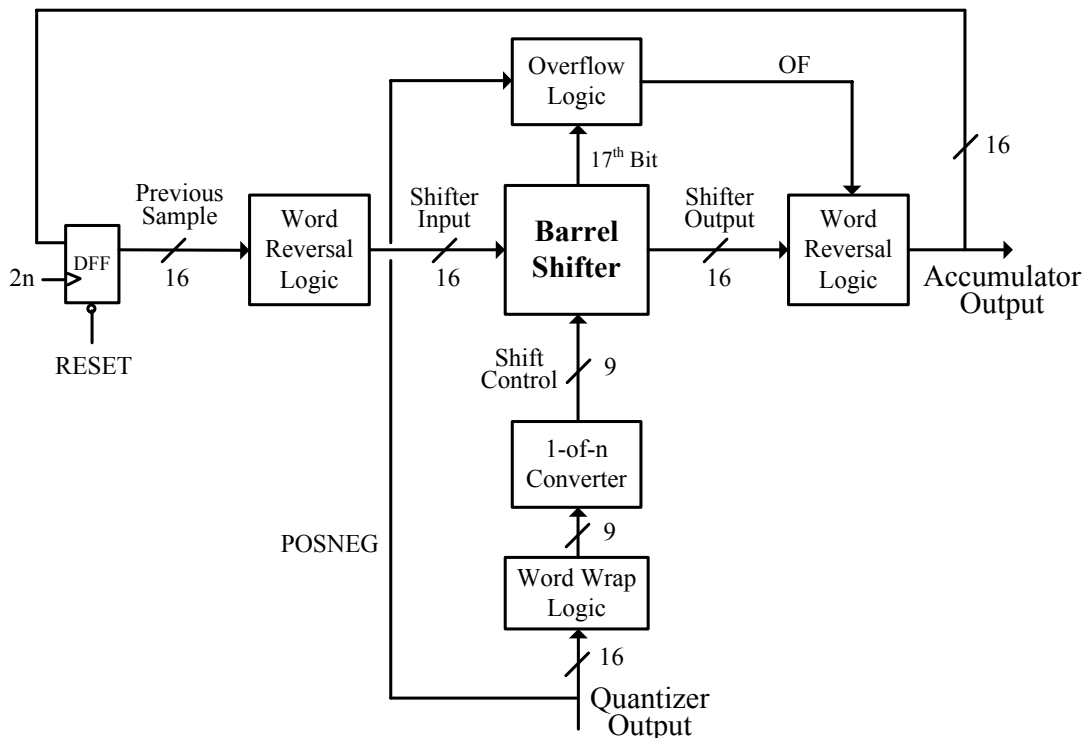 Overflow
Logic
OF
16
17th Bit
Previous
Sample
16
Word
Reversal
Logic
Shifter
Input
16
Barrel
Shifter
Shifter
Output
16
Word
Reversal
Logic
Accumulator
Output
DFF
2n
RESET
Shift
Control
9
1-of-n
Converter
9
POSNEG
Word Wrap
Logic
16
Quantizer
Output